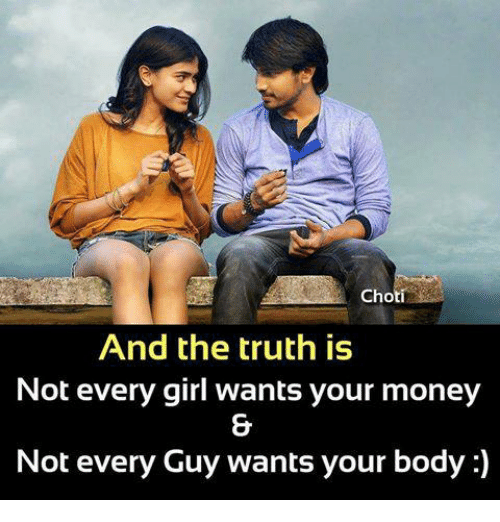 Choti
And the truth is
Not every girl wants your money
&
Not every Guy wants your body :)